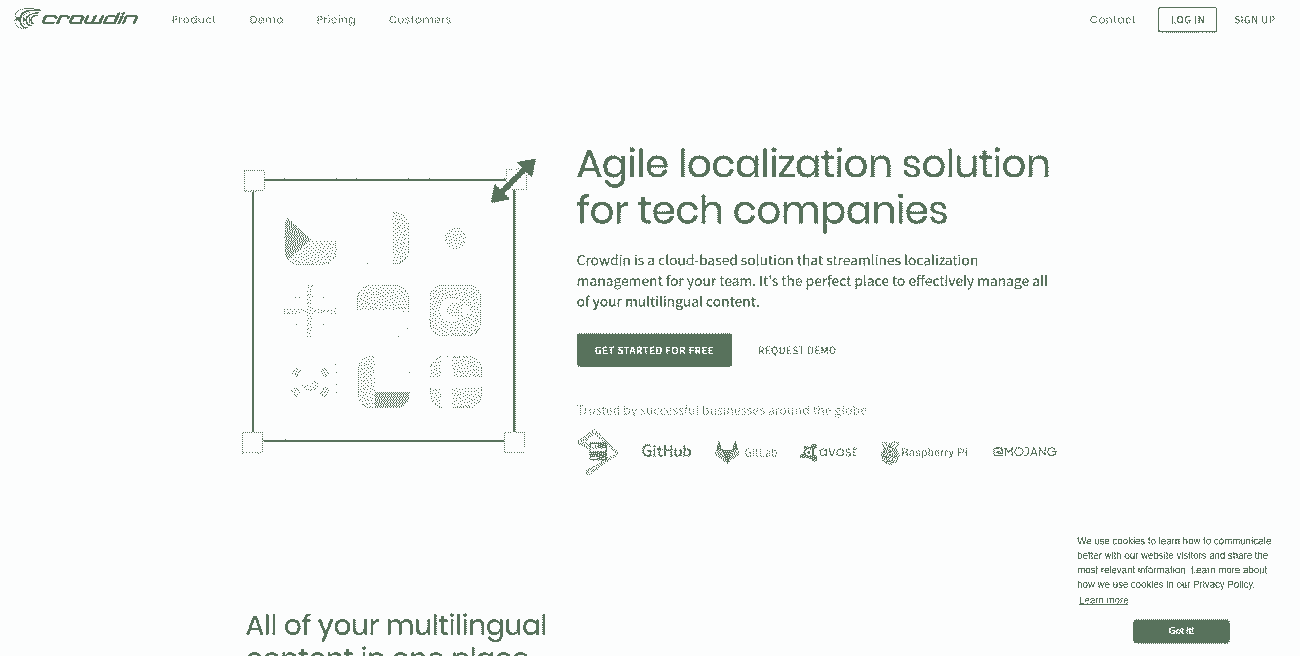 crowdin
Product Demo Pricing Customers
Contact LOG IN SIGN UP
Agile localization solution
for tech companies
Crowdin is a cloud-based solution that streamlines localization
management for your team. It's the perfect place to effectively manage all
of your multilingual content.
GET STARTED FOR FREE REQUEST DEMO
Trusted by successful businesses around the globe
GitHub GitLab avast Raspberry Pi MOJANG
We use cookies to learn how to communicate
better with our website visitors and share the
most relevant information. Learn more about
how we use cookies in our Privacy Policy.
Learn more
Got it!
All of your multilingual
content in one place